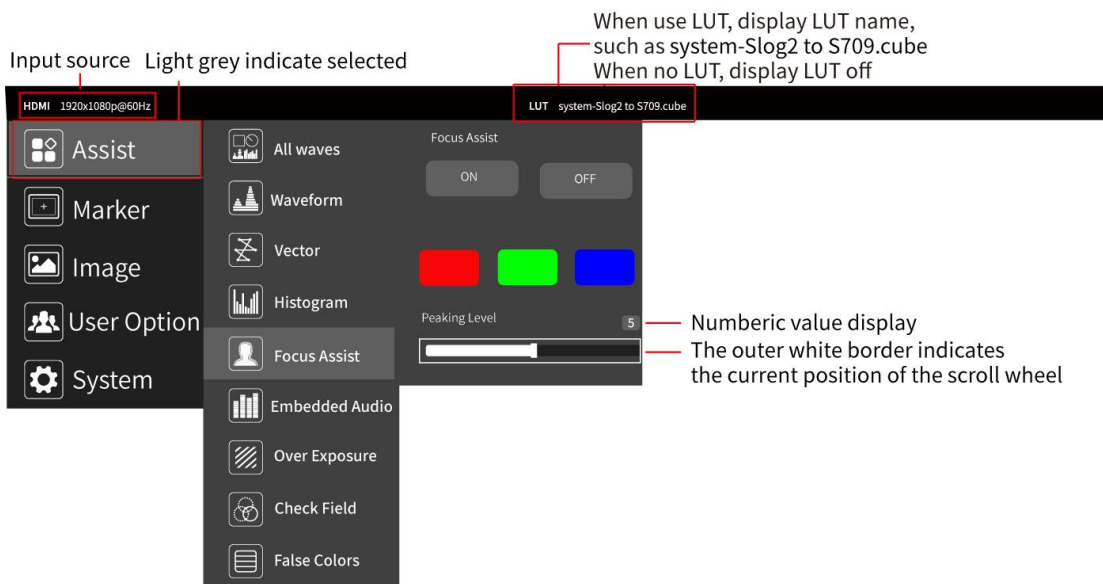 When use LUT, display LUT name,
such as system-Slog2 to S709.cube
When no LUT, display LUT off
Input source
Light grey indicate selected
HDMI 1920x1080p@60Hz
LUT system-Slog2 to S709.cube
Assist
Marker
Image
User Option
System
All waves
Waveform
Vector
Histogram
Focus Assist
Embedded Audio
Over Exposure
Check Field
False Colors
Focus Assist
ON
OFF
Peaking Level
5
Numberic value display
The outer white border indicates
the current position of the scroll wheel